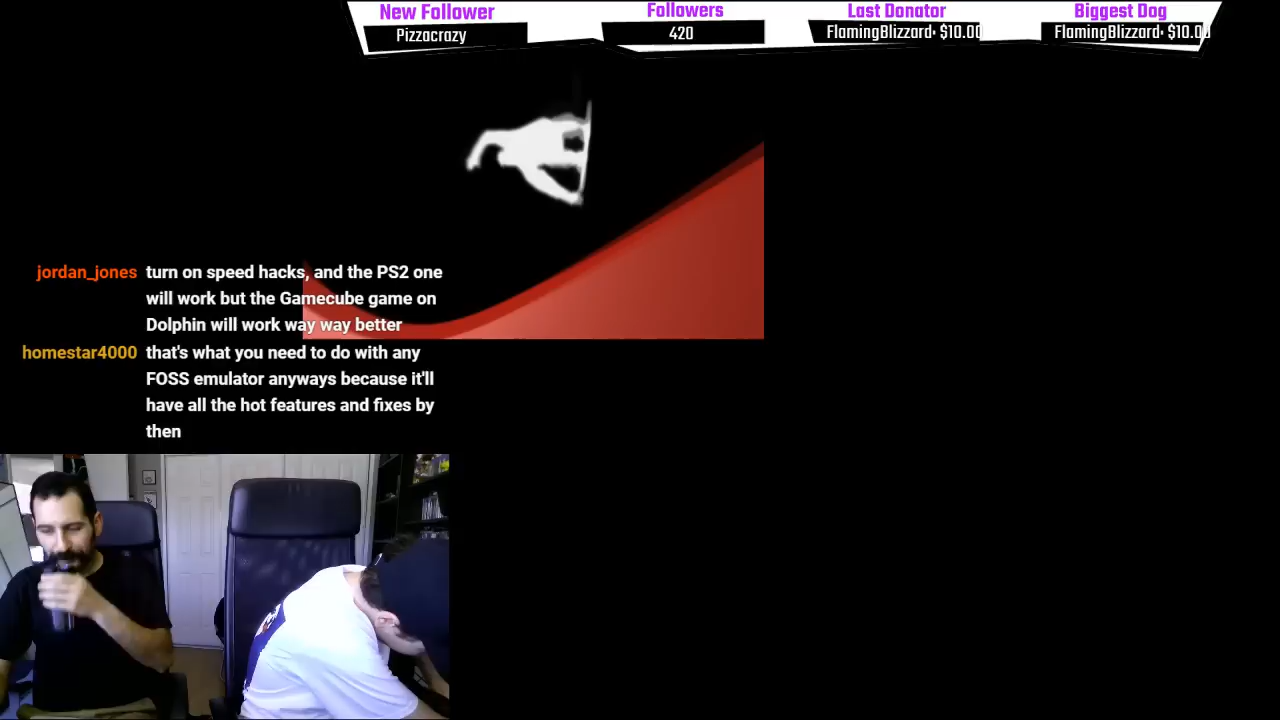 New Follower
Pizzacrazy
Followers
420
Last Donator
FlamingBlizzard: $10.00
Biggest Dog
FlamingBlizzard: $10.00
jordan_jones turn on speed hacks, and the PS2 one
will work but the Gamecube game on
Dolphin will work way way better
homestar4000 that's what you need to do with any
FOSS emulator anyways because it'll
have all the hot features and fixes by
then